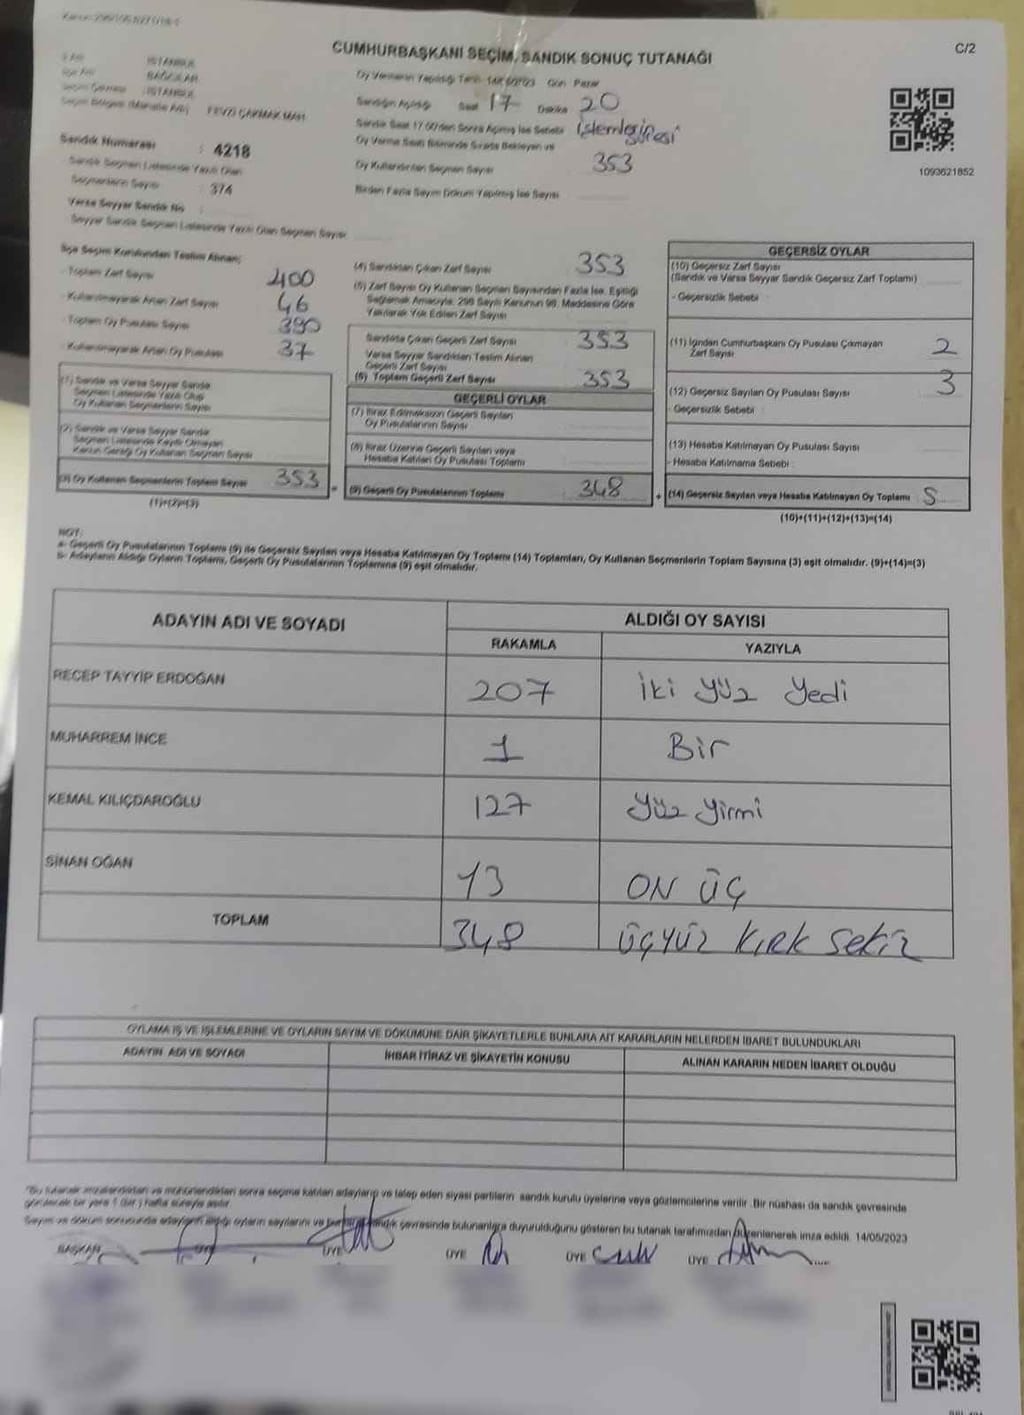 CUMHURBAŞKANI SEÇİM, SANDIK SONUÇ TUTANAĞI
C/2
İSTANBUL
BAĞCILAR
İSTANBUL
FEVZİ ÇAKMAK MAH.
Oy Vermenin Yapıldığı Tarih 14/05/2023 Gün Pazar
Sandığın Açıldığı Saat 17 Dakika 20
Sandık Saat 17.00'den Sonra Açılmış İse Sebebi
Oy Verme Saati Bitiminde Sırada Bekleyen ve
Oy Kullandırılan Seçmen Sayısı 353
Birden Fazla Sayım Döküm Yapılmış İse Sayısı
1093621852
Sandık Numarası : 4218
Sandık Seçmen Listesinde Yazılı Olan
Seçmenlerin Sayısı : 374
Varsa Seyyar Sandık No :
Seyyar Sandık Seçmen Listesinde Yazılı Olan Seçmen Sayısı
İlçe Seçim Kurulundan Teslim Alınan;
- Toplam Zarf Sayısı 400
- Kullanılmayarak Artan Zarf Sayısı 46
- Toplam Oy Pusulası Sayısı 390
- Kullanılmayarak Artan Oy Pusulası 37
(1) Sandık ve Varsa Seyyar Sandık
Seçmen Listesinde Yazılı Olup
Oy Kullanan Seçmenlerin Sayısı
(2) Sandık ve Varsa Seyyar Sandık
Seçmen Listesinde Kayıtlı Olmayan
Kanun Gereği Oy Kullanan Seçmen Sayısı
(3) Oy Kullanan Seçmenlerin Toplam Sayısı 353
(1)+(2)=(3)
(4) Sandıktan Çıkan Zarf Sayısı 353
(5) Zarf Sayısı Oy Kullanan Seçmen Sayısından Fazla İse, Eşitliği
Sağlamak Amacıyla, 298 Sayılı Kanunun 98. Maddesine Göre
Yakılarak Yok Edilen Zarf Sayısı
Sandıkta Çıkan Geçerli Zarf Sayısı 353
Varsa Seyyar Sandıktan Teslim Alınan
Geçerli Zarf Sayısı
(6) Toplam Geçerli Zarf Sayısı 353
GEÇERLİ OYLAR
(7) İtiraz Edilmeksizin Geçerli Sayılan
Oy Pusulalarının Sayısı
(8) İtiraz Üzerine Geçerli Sayılan veya
Hesaba Katılan Oy Pusulası Toplamı
= (9) Geçerli Oy Pusulalarının Toplamı 348
GEÇERSİZ OYLAR
(10) Geçersiz Zarf Sayısı
(Sandık ve Varsa Seyyar Sandık Geçersiz Zarf Toplamı)
- Geçersizlik Sebebi
(11) İçinden Cumhurbaşkanı Oy Pusulası Çıkmayan
Zarf Sayısı 2
(12) Geçersiz Sayılan Oy Pusulası Sayısı 3
- Geçersizlik Sebebi :
(13) Hesaba Katılmayan Oy Pusulası Sayısı
- Hesaba Katılmama Sebebi :
+ (14) Geçersiz Sayılan veya Hesaba Katılmayan Oy Toplamı 5
(10)+(11)+(12)+(13)=(14)
NOT:
a- Geçerli Oy Pusulalarının Toplamı (9) ile Geçersiz Sayılan veya Hesaba Katılmayan Oy Toplamı (14) Toplamları, Oy Kullanan Seçmenlerin Toplam Sayısına (3) eşit olmalıdır. (9)+(14)=(3)
b- Adayların Aldığı Oyların Toplamı, Geçerli Oy Pusulalarının Toplamına (9) eşit olmalıdır.
ADAYIN ADI VE SOYADI
ALDIĞI OY SAYISI
RAKAMLA YAZIYLA
RECEP TAYYİP ERDOĞAN 207 İki yüz yedi
MUHARREM İNCE 1 Bir
KEMAL KILIÇDAROĞLU 127 yüz yirmi
SİNAN OĞAN 13 ON ÜÇ
TOPLAM 348 üçyüz kırk sekiz
OYLAMA İŞ VE İŞLEMLERİNE VE OYLARIN SAYIM VE DÖKÜMÜNE DAİR ŞİKAYETLERLE BUNLARA AİT KARARLARIN NELERDEN İBARET BULUNDUKLARI
ADAYIN ADI VE SOYADI İHBAR İTİRAZ VE ŞİKAYETİN KONUSU ALINAN KARARIN NEDEN İBARET OLDUĞU
*Bu tutanak imzalandıktan ve mühürlendikten sonra seçime katılan adaylarıp ve talep eden siyasi partilerin sandık kurulu üyelerine veya gözlemcilerine verilir. Bir nüshası da sandık çevresinde
görülecek bir yere 1 (bir) hafta süreyle asılır.
Sayım ve döküm sonucunda adayların aldığı oyların sayılarını ve sandık çevresinde bulunanlara duyurulduğunu gösteren bu tutanak tarafımızdan düzenlenerek imza edildi. 14/05/2023
BAŞKAN ÜYE ÜYE ÜYE ÜYE ÜYE